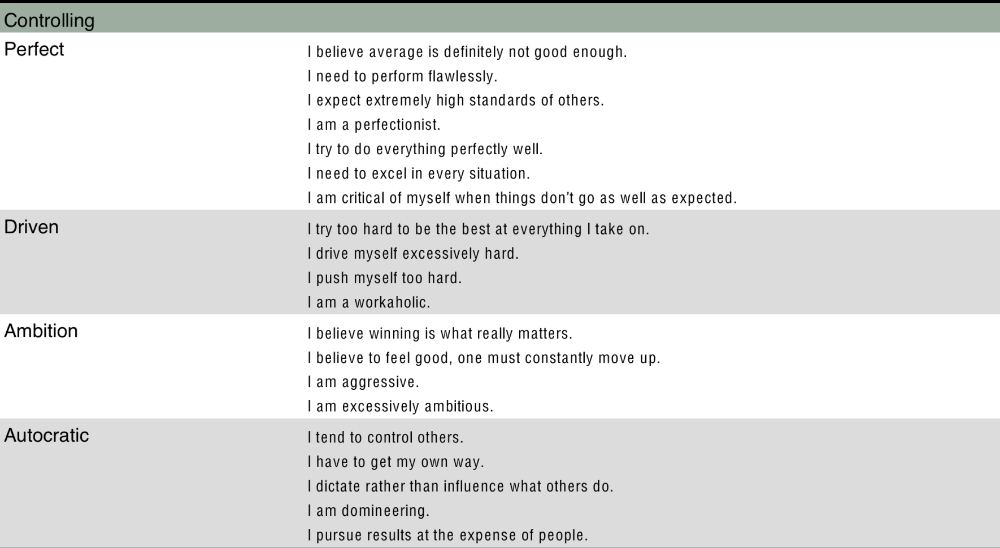 Controlling
Perfect
I believe average is definitely not good enough.
I need to perform flawlessly.
I expect extremely high standards of others.
I am a perfectionist.
I try to do everything perfectly well.
I need to excel in every situation.
I am critical of myself when things don’t go as well as expected.
Driven
I try too hard to be the best at everything I take on.
I drive myself excessively hard.
I push myself too hard.
I am a workaholic.
Ambition
I believe winning is what really matters.
I believe to feel good, one must constantly move up.
I am aggressive.
I am excessively ambitious.
Autocratic
I tend to control others.
I have to get my own way.
I dictate rather than influence what others do.
I am domineering.
I pursue results at the expense of people.